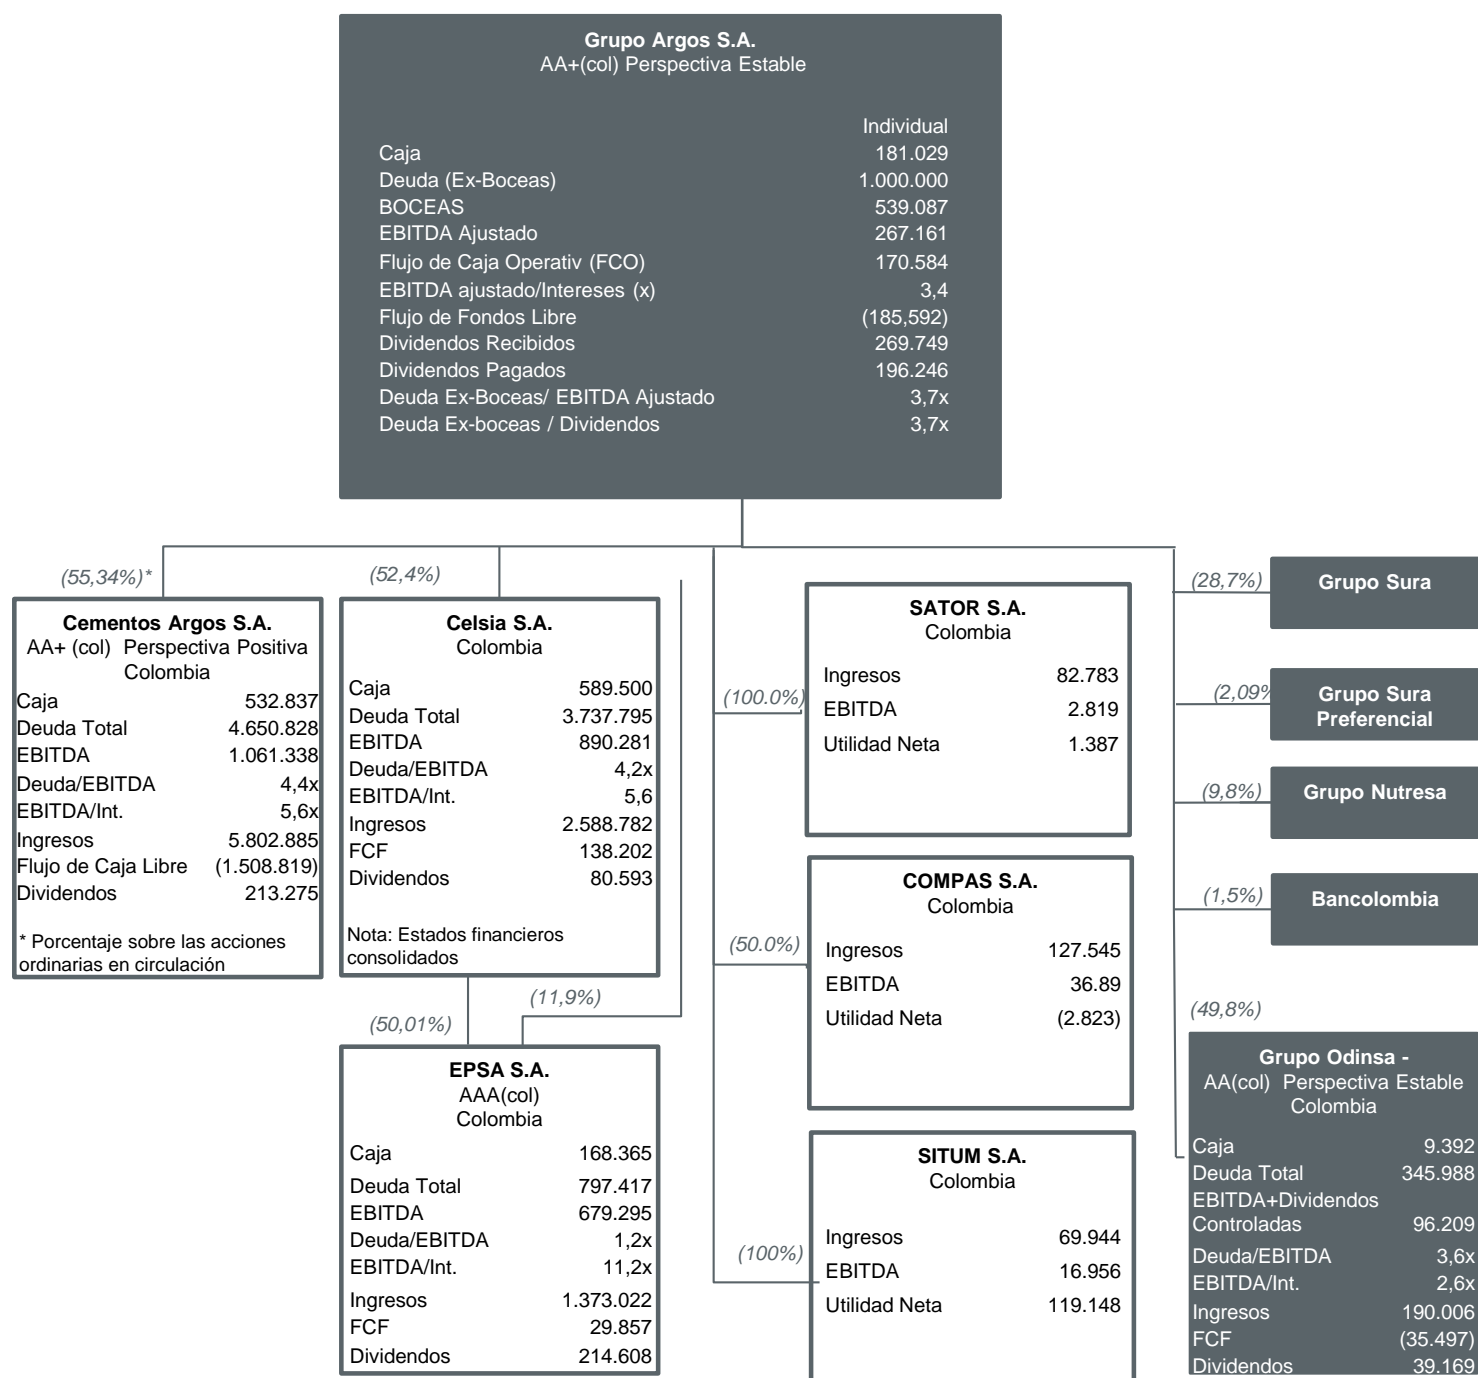 Grupo Argos S.A.
AA+(col) Perspectiva Estable
Individual
Caja 181.029
Deuda (Ex-Boceas) 1.000.000
BOCEAS 539.087
EBITDA Ajustado 267.161
Flujo de Caja Operativ (FCO) 170.584
EBITDA ajustado/Intereses (x) 3,4
Flujo de Fondos Libre (185,592)
Dividendos Recibidos 269.749
Dividendos Pagados 196.246
Deuda Ex-Boceas/ EBITDA Ajustado 3,7x
Deuda Ex-boceas / Dividendos 3,7x
(55,34%)*
Cementos Argos S.A.
AA+ (col) Perspectiva Positiva
Colombia
Caja 532.837
Deuda Total 4.650.828
EBITDA 1.061.338
Deuda/EBITDA 4,4x
EBITDA/Int. 5,6x
Ingresos 5.802.885
Flujo de Caja Libre (1.508.819)
Dividendos 213.275
* Porcentaje sobre las acciones
ordinarias en circulación
(52,4%)
Celsia S.A.
Colombia
Caja 589.500
Deuda Total 3.737.795
EBITDA 890.281
Deuda/EBITDA 4,2x
EBITDA/Int. 5,6
Ingresos 2.588.782
FCF 138.202
Dividendos 80.593
Nota: Estados financieros
consolidados
(50,01%)
(11,9%)
EPSA S.A.
AAA(col)
Colombia
Caja 168.365
Deuda Total 797.417
EBITDA 679.295
Deuda/EBITDA 1,2x
EBITDA/Int. 11,2x
Ingresos 1.373.022
FCF 29.857
Dividendos 214.608
(100.0%)
SATOR S.A.
Colombia
Ingresos 82.783
EBITDA 2.819
Utilidad Neta 1.387
(50.0%)
COMPAS S.A.
Colombia
Ingresos 127.545
EBITDA 36.89
Utilidad Neta (2.823)
(100%)
SITUM S.A.
Colombia
Ingresos 69.944
EBITDA 16.956
Utilidad Neta 119.148
(28,7%)
Grupo Sura
(2,09%
Grupo Sura
Preferencial
(9,8%)
Grupo Nutresa
(1,5%)
Bancolombia
(49,8%)
Grupo Odinsa -
AA(col) Perspectiva Estable
Colombia
Caja 9.392
Deuda Total 345.988
EBITDA+Dividendos
Controladas 96.209
Deuda/EBITDA 3,6x
EBITDA/Int. 2,6x
Ingresos 190.006
FCF (35.497)
Dividendos 39.169